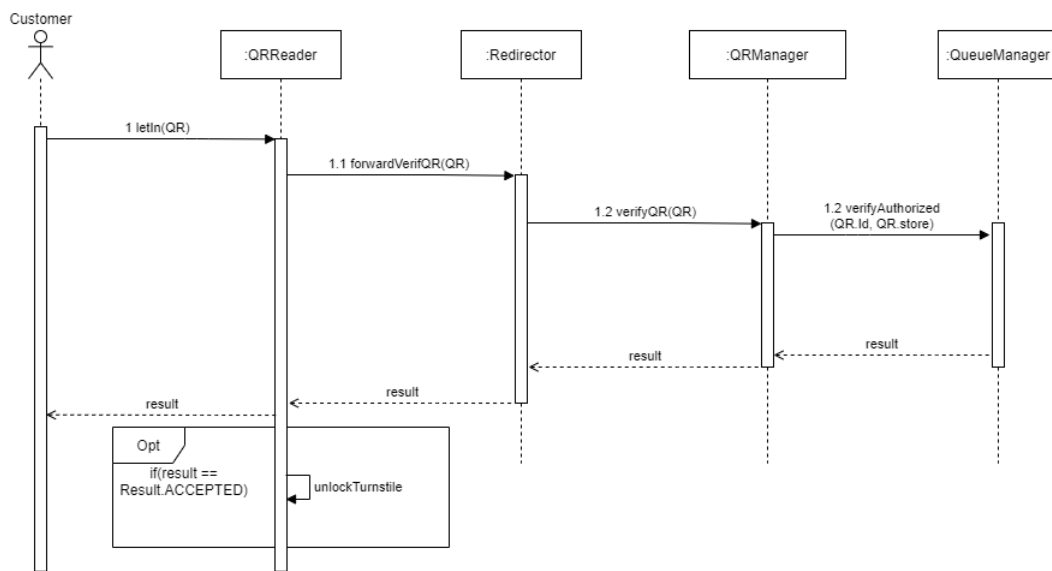 Customer
:QRReader
:Redirector
:QRManager
:QueueManager
1 letIn(QR)
1.1 forwardVerifQR(QR)
1.2 verifyQR(QR)
1.2 verifyAuthorized
(QR.Id, QR.store)
result
result
result
result
Opt
if(result ==
Result.ACCEPTED)
unlockTurnstile